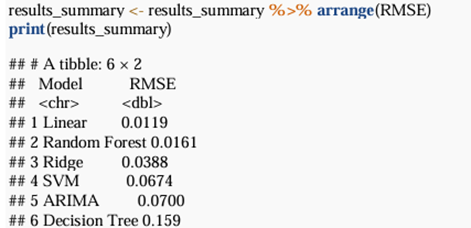 results_summary <- results_summary %>% arrange(RMSE)
print(results_summary)
## # A tibble: 6 × 2
## Model RMSE
## <chr> <dbl>
## 1 Linear 0.0119
## 2 Random Forest 0.0161
## 3 Ridge 0.0388
## 4 SVM 0.0674
## 5 ARIMA 0.0700
## 6 Decision Tree 0.159